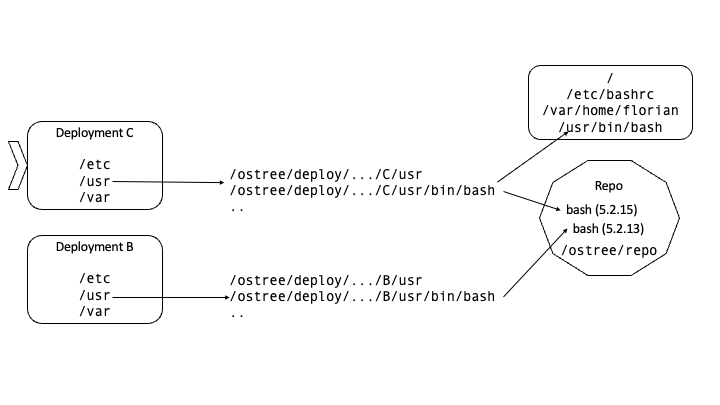 Deployment C
/etc
/usr
/var
/ostree/deploy/.../C/usr
/ostree/deploy/.../C/usr/bin/bash
..
Deployment B
/etc
/usr
/var
/ostree/deploy/.../B/usr
/ostree/deploy/.../B/usr/bin/bash
..
/
/etc/bashrc
/var/home/florian
/usr/bin/bash
Repo
bash (5.2.15)
bash (5.2.13)
/ostree/repo